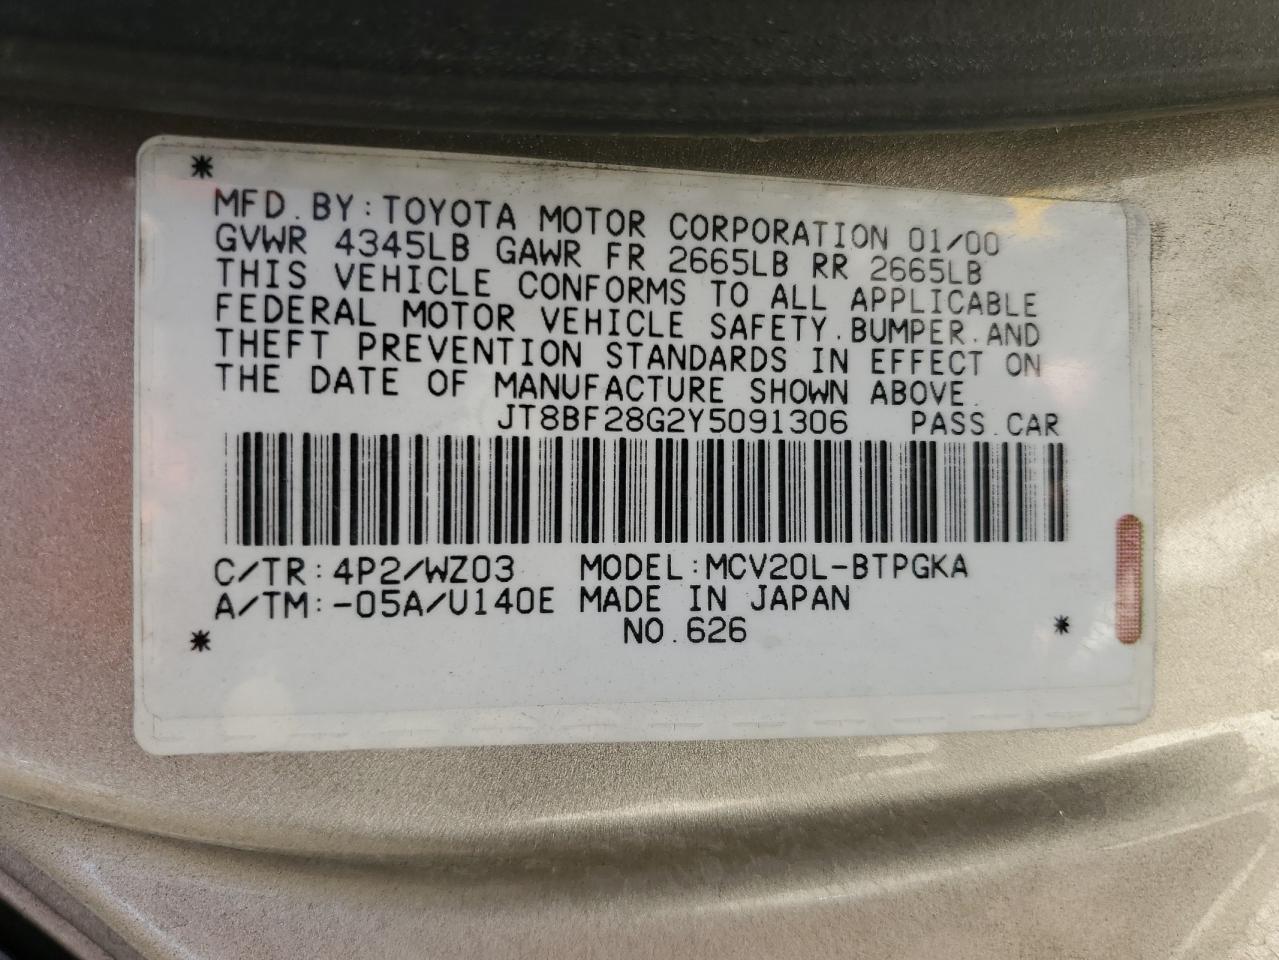 MFD.BY:TOYOTA MOTOR CORPORATION 01/00
GVWR 4345LB GAWR FR 2665LB RR 2665LB
THIS VEHICLE CONFORMS TO ALL APPLICABLE
FEDERAL MOTOR VEHICLE SAFETY.BUMPER.AND
THEFT PREVENTION STANDARDS IN EFFECT ON
THE DATE OF MANUFACTURE SHOWN ABOVE.
JT8BF28G2Y5091306 PASS.CAR
C/TR:4P2/WZ03 MODEL:MCV20L-BTPGKA
A/TM:-05A/U140E MADE IN JAPAN
NO.626